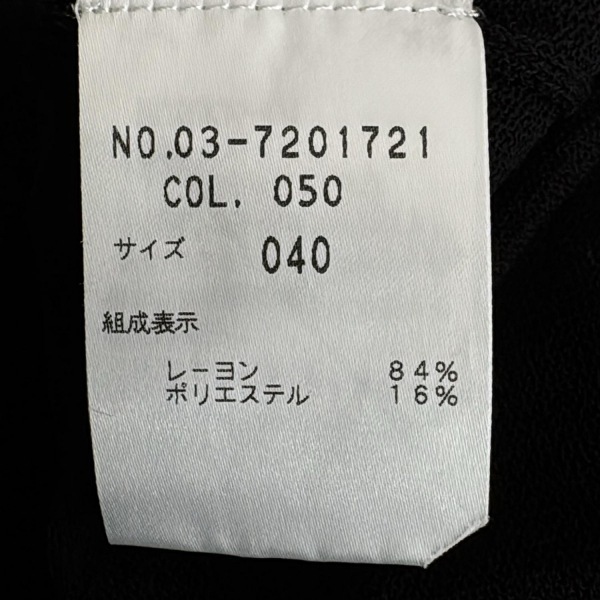 NO.03-7201721
COL. 050
サイズ 040
組成表示
レーヨン 84%
ポリエステル 16%